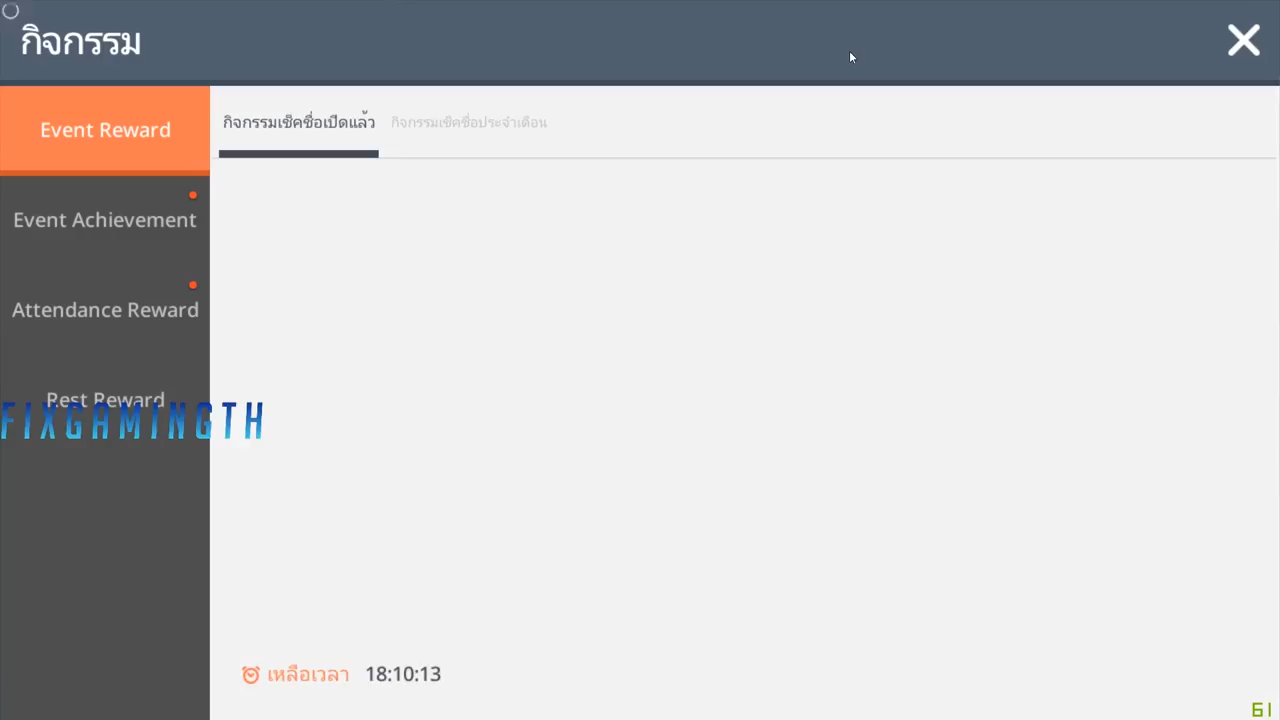 กิจกรรม
Event Reward
กิจกรรมเช็คชื่อเปิดแล้ว กิจกรรมเช็คชื่อประจำเดือน
Event Achievement
Attendance Reward
Rest Reward
FIXGAMINGTH
เหลือเวลา 18:10:13
61